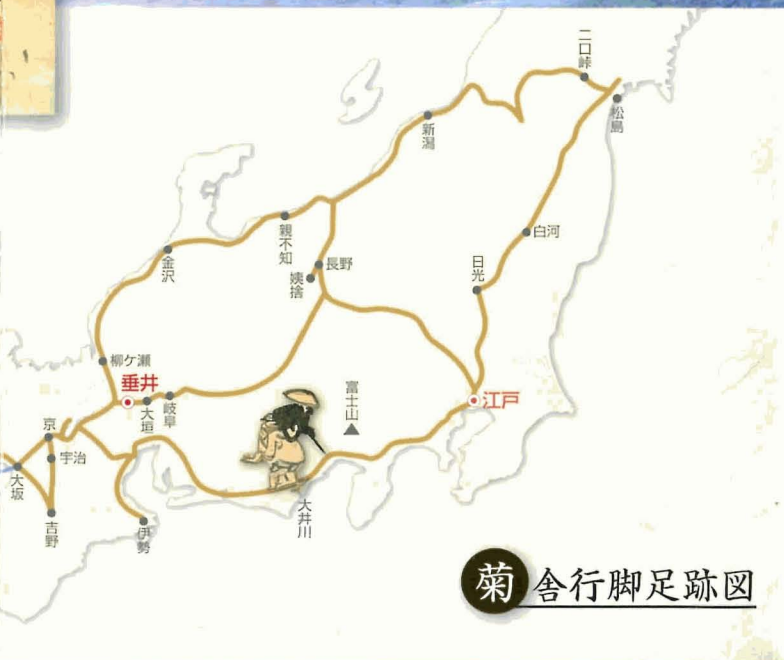 二口峠
松島
新潟
親不知
白河
金沢
長野
姨捨
日光
柳ケ瀬
垂井
大垣
岐阜
富士山
江戸
京
宇治
大坂
吉野
伊勢
大井川
菊舎行脚足跡図